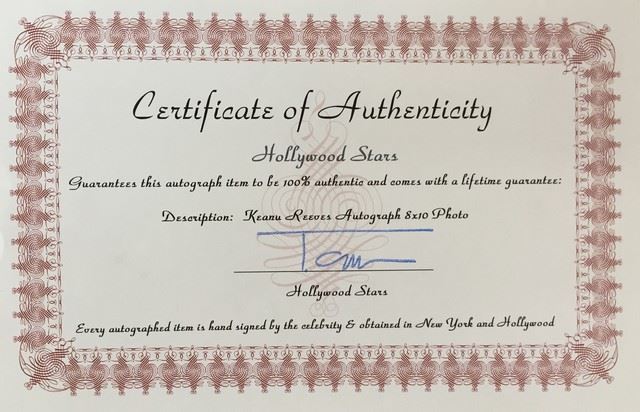 Certificate of Authenticity
Hollywood Stars
Guarantees this autograph item to be 100% authentic and comes with a lifetime guarantee:
Description: Keanu Reeves Autograph 8x10 Photo
Hollywood Stars
Every autographed item is hand signed by the celebrity & obtained in New York and Hollywood